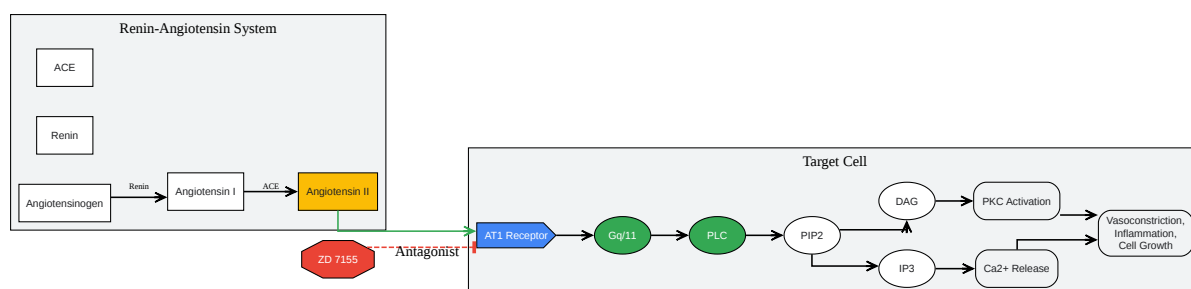 Renin-Angiotensin System
ACE
Renin
Angiotensinogen
Renin
Angiotensin I
ACE
Angiotensin II
ZD 7155
Antagonist
Target Cell
AT1 Receptor
Gq/11
PLC
PIP2
DAG
IP3
PKC Activation
Ca2+ Release
Vasoconstriction,
Inflammation,
Cell Growth